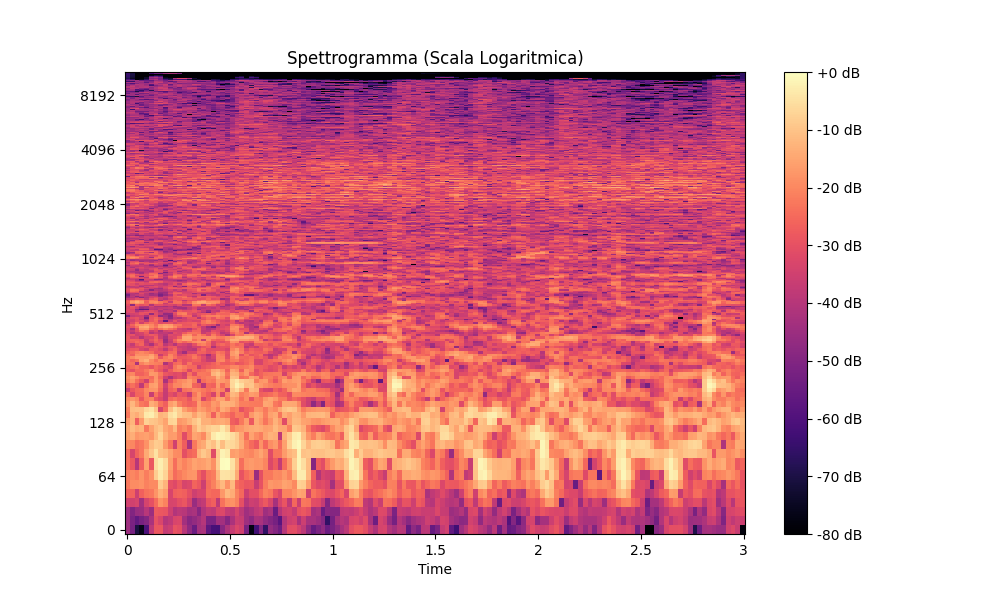 Spettrogramma (Scala Logaritmica)
Hz
8192
4096
2048
1024
512
256
128
64
0
0 0.5 1 1.5 2 2.5 3
Time
+0 dB
-10 dB
-20 dB
-30 dB
-40 dB
-50 dB
-60 dB
-70 dB
-80 dB